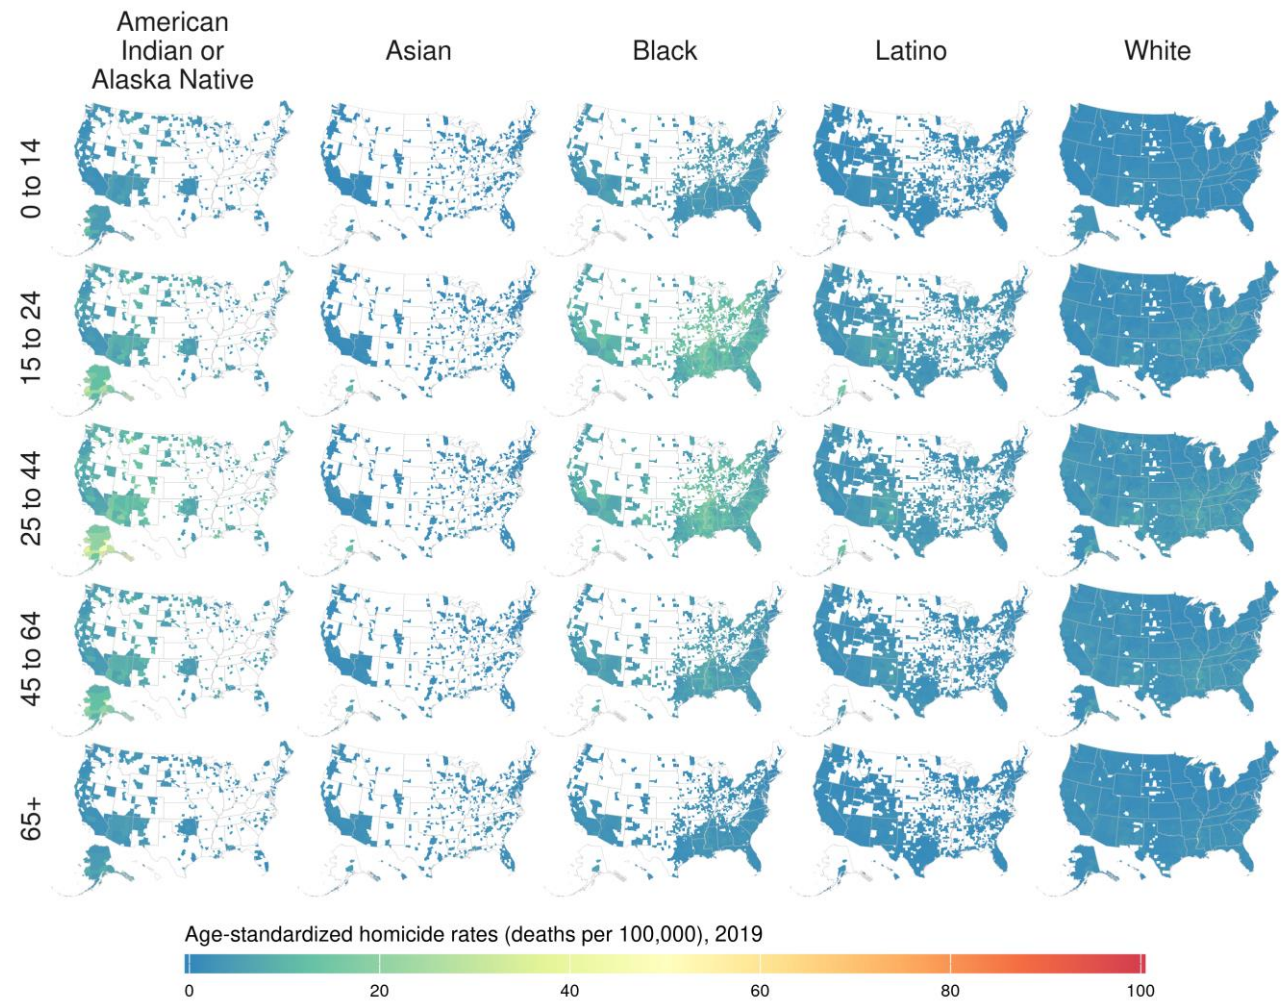 American
Indian or
Alaska Native
Asian
Black
Latino
White
0 to 14
15 to 24
25 to 44
45 to 64
65+
Age-standardized homicide rates (deaths per 100,000), 2019
0 20 40 60 80 100